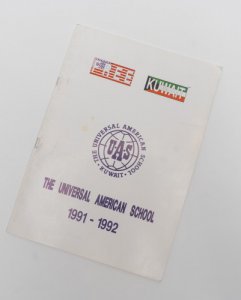 KUWAIT
THE UNIVERSAL AMERICAN SCHOOL
UAS
KUWAIT
THE UNIVERSAL AMERICAN SCHOOL
1991 - 1992